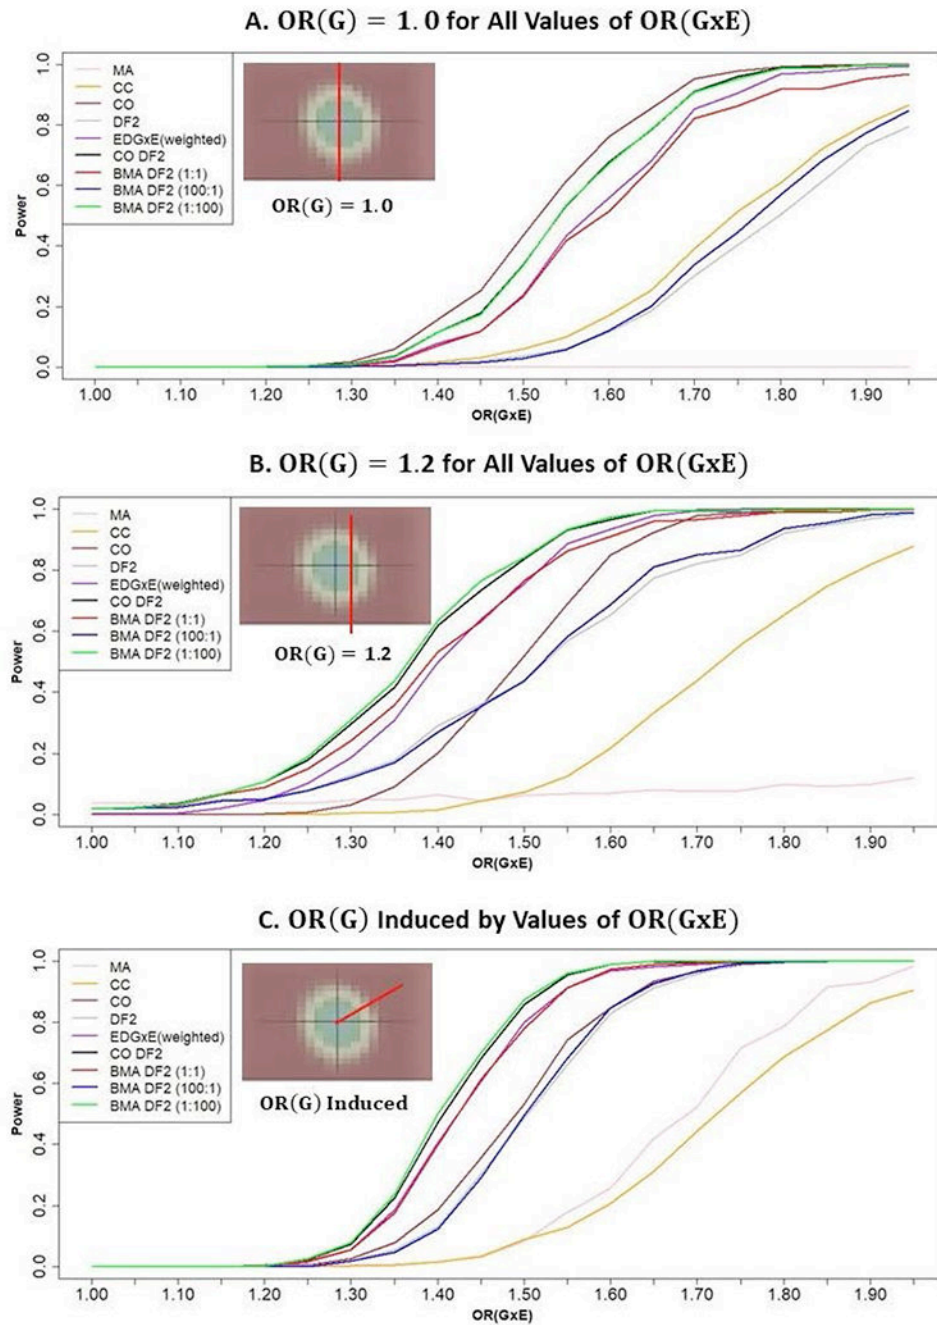 A. OR(G) = 1.0 for All Values of OR(GxE)
MA
CC
CO
DF2
EDGxE(weighted)
CO DF2
BMA DF2 (1:1)
BMA DF2 (100:1)
BMA DF2 (1:100)
OR(G) = 1.0
Power
0.0 0.2 0.4 0.6 0.8 1.0
1.00 1.10 1.20 1.30 1.40 1.50 1.60 1.70 1.80 1.90
OR(GxE)
B. OR(G) = 1.2 for All Values of OR(GxE)
MA
CC
CO
DF2
EDGxE(weighted)
CO DF2
BMA DF2 (1:1)
BMA DF2 (100:1)
BMA DF2 (1:100)
OR(G) = 1.2
Power
0.0 0.2 0.4 0.6 0.8 1.0
1.00 1.10 1.20 1.30 1.40 1.50 1.60 1.70 1.80 1.90
OR(GxE)
C. OR(G) Induced by Values of OR(GxE)
MA
CC
CO
DF2
EDGxE(weighted)
CO DF2
BMA DF2 (1:1)
BMA DF2 (100:1)
BMA DF2 (1:100)
OR(G) Induced
Power
0.0 0.2 0.4 0.6 0.8 1.0
1.00 1.10 1.20 1.30 1.40 1.50 1.60 1.70 1.80 1.90
OR(GxE)